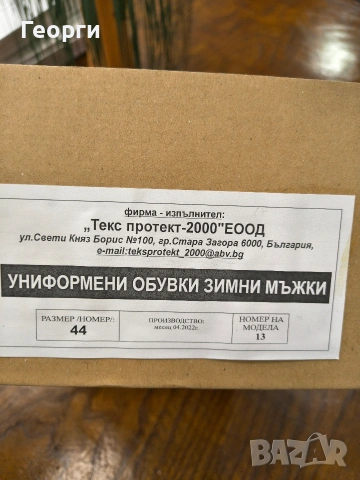 Георги
фирма - изпълнител:
„Текс протект-2000"ЕООД
ул.Свети Княз Борис №100, гр.Стара Загора 6000, България,
e-mail:teksprotekt_2000@abv.bg
УНИФОРМЕНИ ОБУВКИ ЗИМНИ МЪЖКИ
РАЗМЕР /НОМЕР/:
44
ПРОИЗВОДСТВО:
месец 04.2022г.
НОМЕР НА
МОДЕЛА
13
BAZAR